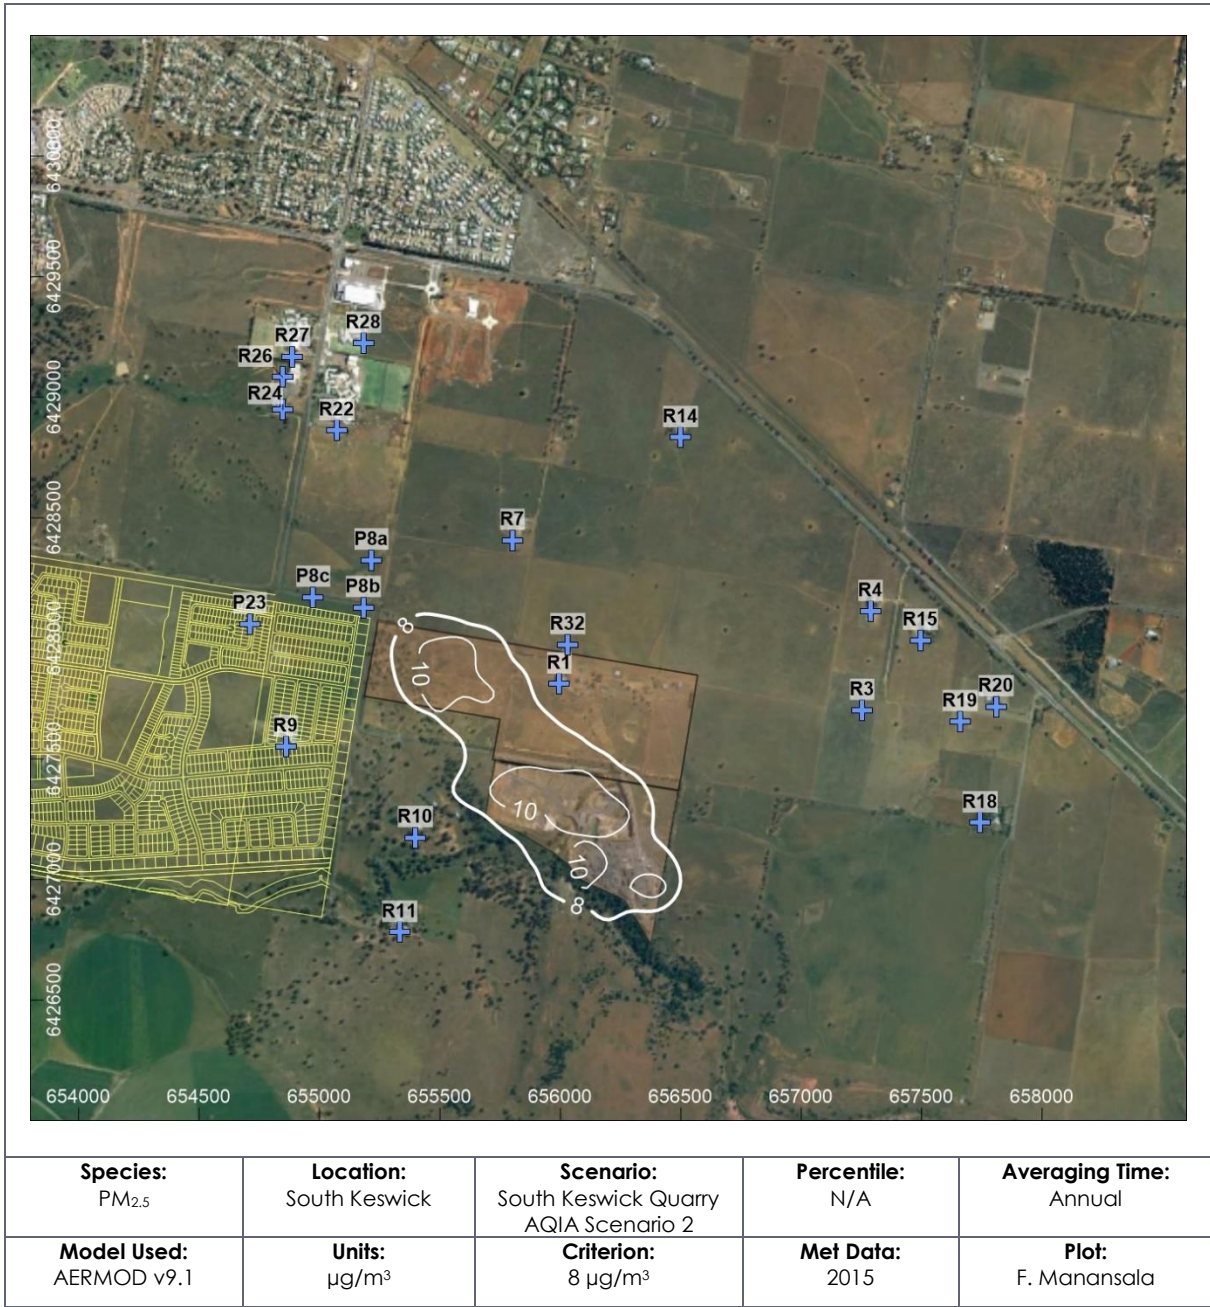 6430000
6429500
6429000
6428500
6428000
6427500
6427000
6426500
R28
R27
R26
R24
R22
R14
R7
P8a
P8c
P8b
P23
R4
R32
R15
R1
R3
R20
R19
R9
R10
R18
R11
8
10
10
10
8
654000 654500 655000 655500 656000 656500 657000 657500 658000
Species: Location: Scenario: Percentile: Averaging Time:
PM2.5 South Keswick South Keswick Quarry N/A Annual
AQIA Scenario 2
Model Used: Units: Criterion: Met Data: Plot:
AERMOD v9.1 µg/m³ 8 µg/m³ 2015 F. Manansala